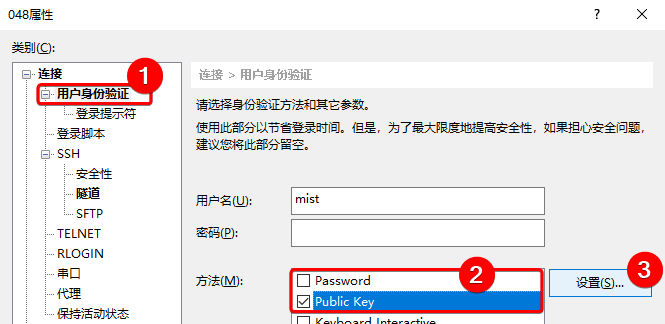 048属性
?
类别(C):
连接
1
用户身份验证
登录提示符
登录脚本
SSH
安全性
隧道
SFTP
TELNET
RLOGIN
串口
代理
保持活动状态
连接 > 用户身份验证
请选择身份验证方法和其它参数。
使用此部分以节省登录时间。但是，为了最大限度地提高安全性，如果担心安全问题，
建议您将此部分留空。
用户名(U):
mist
密码(P):
方法(M):
Password
2
Public Key
Keyboard Interactive
3
设置(S)...